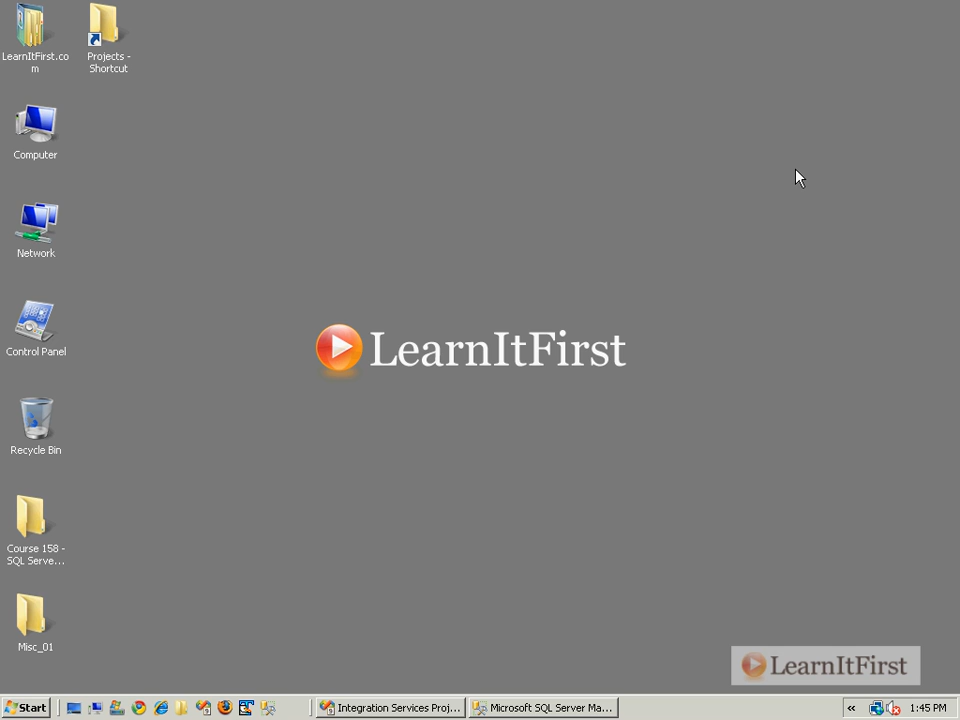 LearnItFirst.co
m
Projects -
Shortcut
Computer
Network
Control Panel
LearnItFirst
Recycle Bin
Course 158 -
SQL Serve...
Misc_01
LearnItFirst
Start
Integration Services Proj...
Microsoft SQL Server Ma...
1:45 PM